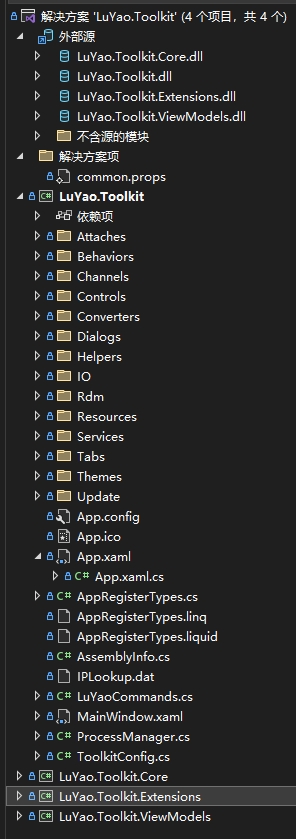 解决方案 'LuYao.Toolkit' (4 个项目，共 4 个)
外部源
LuYao.Toolkit.Core.dll
LuYao.Toolkit.dll
LuYao.Toolkit.Extensions.dll
LuYao.Toolkit.ViewModels.dll
不含源的模块
解决方案项
common.props
LuYao.Toolkit
依赖项
Attaches
Behaviors
Channels
Controls
Converters
Dialogs
Helpers
IO
Rdm
Resources
Services
Tabs
Themes
Update
App.config
App.ico
App.xaml
C# App.xaml.cs
C# AppRegisterTypes.cs
AppRegisterTypes.linq
AppRegisterTypes.liquid
C# AssemblyInfo.cs
IPLookup.dat
C# LuYaoCommands.cs
MainWindow.xaml
C# ProcessManager.cs
C# ToolkitConfig.cs
LuYao.Toolkit.Core
LuYao.Toolkit.Extensions
LuYao.Toolkit.ViewModels